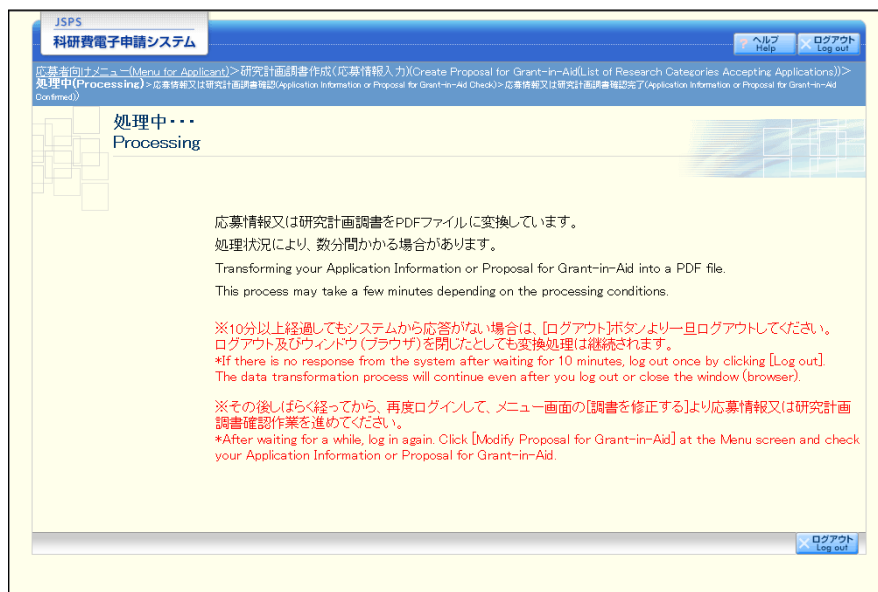 JSPS
科研費電子申請システム
ヘルプ
Help
ログアウト
Log out
応募者向けメニュー(Menu for Applicant)>研究計画調書作成(応募情報入力)(Create Proposal for Grant-in-Aid(List of Research Categories Accepting Applications))>
処理中(Processing)>応募情報又は研究計画調書確認(Application Information or Proposal for Grant-in-Aid Check)>応募情報又は研究計画調書確認完了(Application Information or Proposal for Grant-in-Aid
Confirmed))
処理中・・・
Processing
応募情報又は研究計画調書をPDFファイルに変換しています。
処理状況により、数分間かかる場合があります。
Transforming your Application Information or Proposal for Grant-in-Aid into a PDF file.
This process may take a few minutes depending on the processing conditions.
※10分以上経過してもシステムから応答がない場合は、[ログアウト]ボタンより一旦ログアウトしてください。
ログアウト及びウィンドウ(ブラウザ)を閉じたとしても変換処理は継続されます。
*If there is no response from the system after waiting for 10 minutes, log out once by clicking [Log out].
The data transformation process will continue even after you log out or close the window (browser).
※その後しばらく経ってから、再度ログインして、メニュー画面の[調書を修正する]より応募情報又は研究計画
調書確認作業を進めてください。
*After waiting for a while, log in again. Click [Modify Proposal for Grant-in-Aid] at the Menu screen and check
your Application Information or Proposal for Grant-in-Aid.
ログアウト
Log out